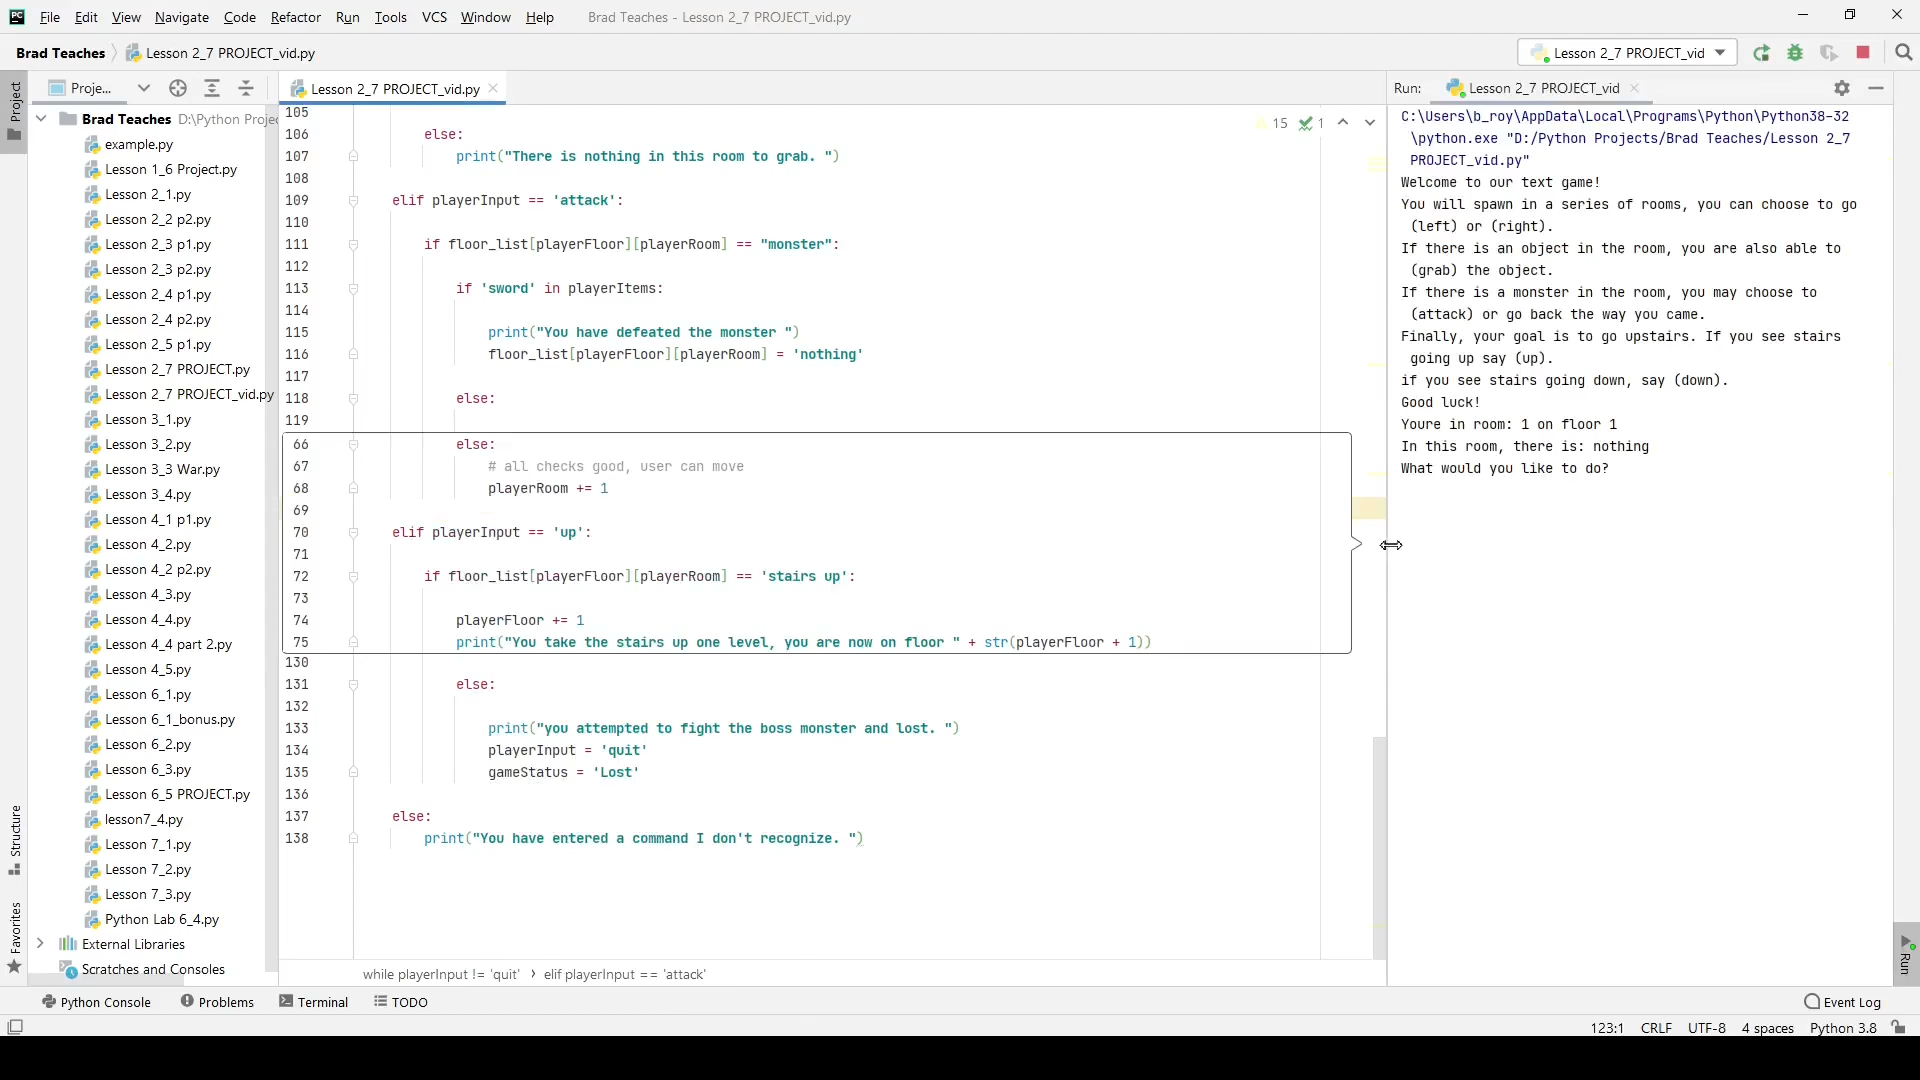 File Edit View Navigate Code Refactor Run Tools VCS Window Help Brad Teaches - Lesson 2_7 PROJECT_vid.py
Brad Teaches Lesson 2_7 PROJECT_vid.py
Lesson 2_7 PROJECT_vid
Project
Proje...
Brad Teaches D:\Python Projec
example.py
Lesson 1_6 Project.py
Lesson 2_1.py
Lesson 2_2 p2.py
Lesson 2_3 p1.py
Lesson 2_3 p2.py
Lesson 2_4 p1.py
Lesson 2_4 p2.py
Lesson 2_5 p1.py
Lesson 2_7 PROJECT.py
Lesson 2_7 PROJECT_vid.py
Lesson 3_1.py
Lesson 3_2.py
Lesson 3_3 War.py
Lesson 3_4.py
Lesson 4_1 p1.py
Lesson 4_2.py
Lesson 4_2 p2.py
Lesson 4_3.py
Lesson 4_4.py
Lesson 4_4 part 2.py
Lesson 4_5.py
Lesson 6_1.py
Lesson 6_1_bonus.py
Lesson 6_2.py
Lesson 6_3.py
Lesson 6_5 PROJECT.py
lesson7_4.py
Lesson 7_1.py
Lesson 7_2.py
Lesson 7_3.py
Python Lab 6_4.py
External Libraries
Scratches and Consoles
Structure
Favorites
Lesson 2_7 PROJECT_vid.py
15 1
105
106 else:
107 print("There is nothing in this room to grab. ")
108
109 elif playerInput == 'attack':
110
111 if floor_list[playerFloor][playerRoom] == "monster":
112
113 if 'sword' in playerItems:
114
115 print("You have defeated the monster ")
116 floor_list[playerFloor][playerRoom] = 'nothing'
117
118 else:
119
66 else:
67 # all checks good, user can move
68 playerRoom += 1
69
70 elif playerInput == 'up':
71
72 if floor_list[playerFloor][playerRoom] == 'stairs up':
73
74 playerFloor += 1
75 print("You take the stairs up one level, you are now on floor " + str(playerFloor + 1))
130
131 else:
132
133 print("you attempted to fight the boss monster and lost. ")
134 playerInput = 'quit'
135 gameStatus = 'Lost'
136
137 else:
138 print("You have entered a command I don't recognize. ")
while playerInput != 'quit' › elif playerInput == 'attack'
Run: Lesson 2_7 PROJECT_vid
C:\Users\b_roy\AppData\Local\Programs\Python\Python38-32
\python.exe "D:/Python Projects/Brad Teaches/Lesson 2_7
PROJECT_vid.py"
Welcome to our text game!
You will spawn in a series of rooms, you can choose to go
(left) or (right).
If there is an object in the room, you are also able to
(grab) the object.
If there is a monster in the room, you may choose to
(attack) or go back the way you came.
Finally, your goal is to go upstairs. If you see stairs
going up say (up).
if you see stairs going down, say (down).
Good luck!
Youre in room: 1 on floor 1
In this room, there is: nothing
What would you like to do?
Run
Python Console Problems Terminal TODO Event Log
123:1 CRLF UTF-8 4 spaces Python 3.8